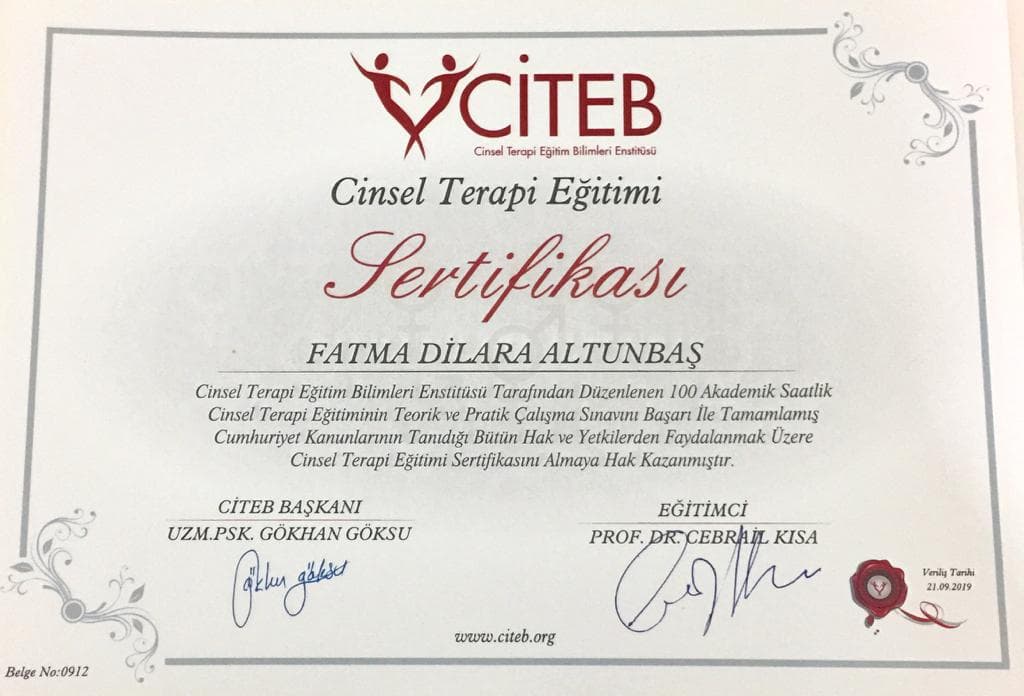 CİTEB
Cinsel Terapi Eğitim Bilimleri Enstitüsü
Cinsel Terapi Eğitimi
Sertifikası
FATMA DİLARA ALTUNBAŞ
Cinsel Terapi Eğitim Bilimleri Enstitüsü Tarafından Düzenlenen 100 Akademik Saatlik
Cinsel Terapi Eğitiminin Teorik ve Pratik Çalışma Sınavını Başarı İle Tamamlamış
Cumhuriyet Kanunlarının Tanıdığı Bütün Hak ve Yetkilerden Faydalanmak Üzere
Cinsel Terapi Eğitimi Sertifikasını Almaya Hak Kazanmıştır.
CİTEB BAŞKANI
UZM.PSK. GÖKHAN GÖKSU
gökhan göksu
EĞİTİMCİ
PROF. DR. CEBRAİL KISA
Veriliş Tarihi
21.09.2019
www.citeb.org
Belge No:0912